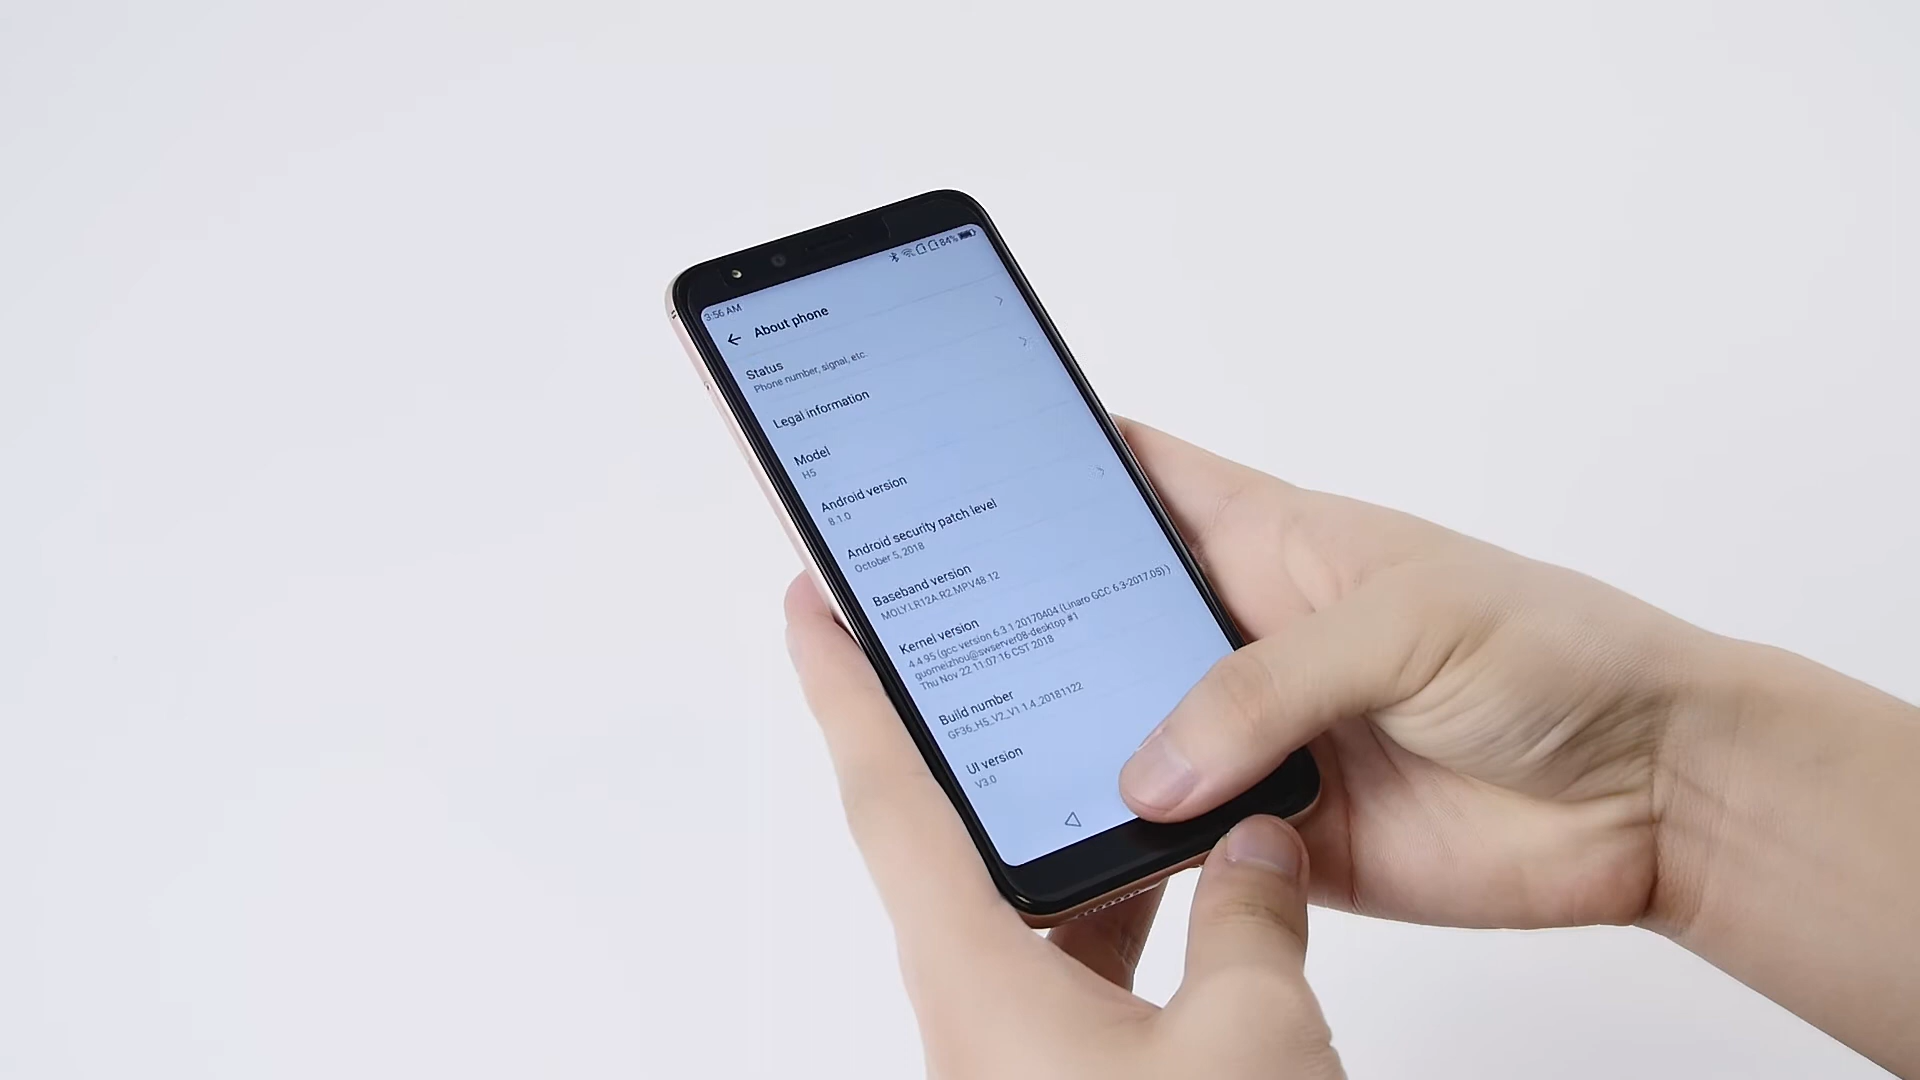 84%
3:56 AM
About phone
Status
Phone number, signal, etc.
Legal information
Model
H5
Android version
8.1.0
Android security patch level
October 5, 2018
Baseband version
MOLY.LR12A.R2.MPV48.12
Kernel version
4.4.95 (gcc version 6.3.1 20170404 (Linaro GCC 6.3-2017.05) )
guomeizhou@swserver08-desktop #1
Thu Nov 22 11:07:16 CST 2018
Build number
GF36_H5_V2_V1.1.4_20181122
UI version
V3.0